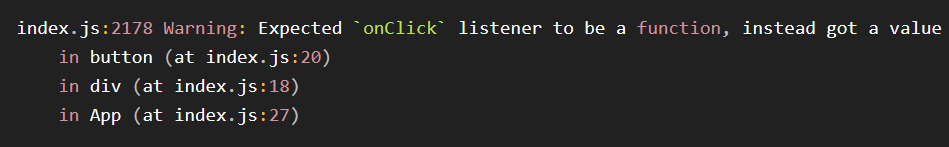 index.js:2178 Warning: Expected `onClick` listener to be a function, instead got a value
in button (at index.js:20)
in div (at index.js:18)
in App (at index.js:27)